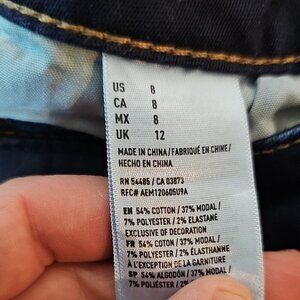 US 8
CA 8
MX 8
UK 12
MADE IN CHINA / FABRIQUÉ EN CHINE /
HECHO EN CHINA
RN 54485 / CA 03873
RFC# AEM120605U9A
EN 54% COTTON / 37% MODAL /
7% POLYESTER / 2% ELASTANE
EXCLUSIVE OF DECORATION
FR 54% COTON / 37% MODAL /
7% POLYESTER / 2% ÉLASTHANNE
À L'EXCEPTION DE LA GARNITURE
SP 54% ALGODÓN / 37% MODAL /
7% POLIÉSTER / 2%